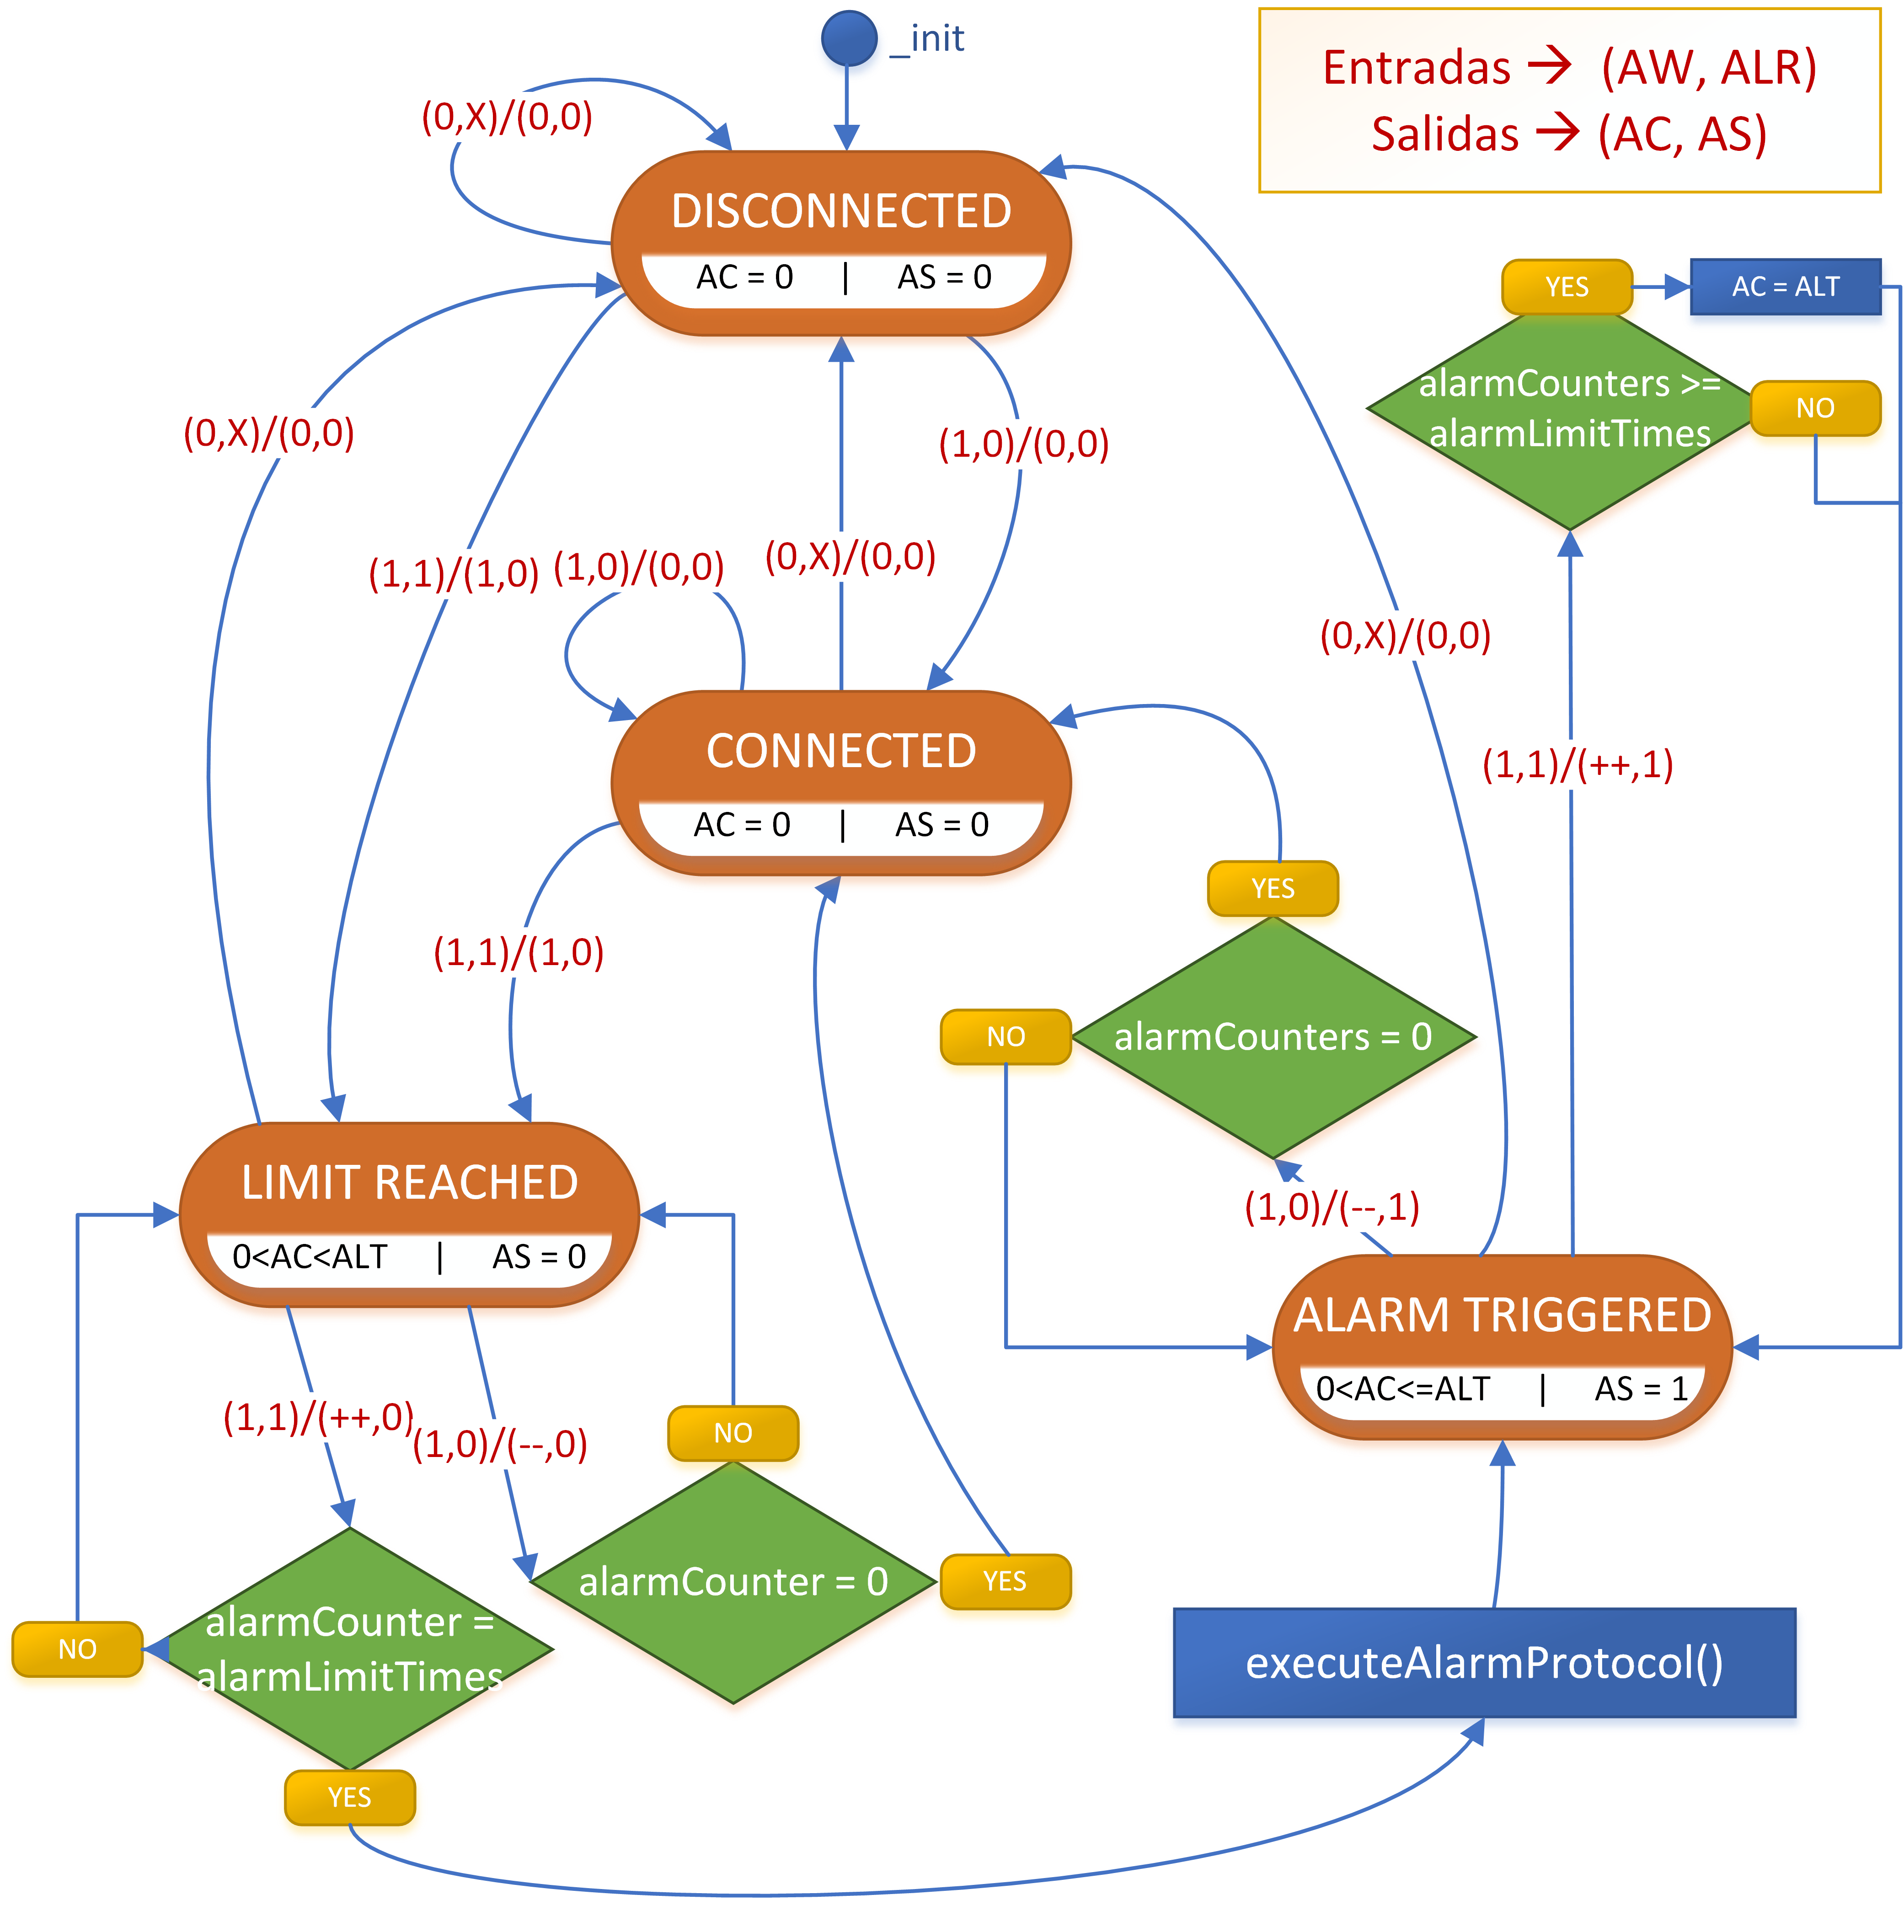 _init
Entradas → (AW, ALR)
Salidas → (AC, AS)
(0,X)/(0,0)
DISCONNECTED
AC = 0 | AS = 0
YES
AC = ALT
alarmCounters >=
alarmLimitTimes
NO
(0,X)/(0,0)
(1,0)/(0,0)
(1,1)/(1,0)
(1,0)/(0,0)
(0,X)/(0,0)
(0,X)/(0,0)
(1,1)/(++,1)
CONNECTED
AC = 0 | AS = 0
YES
(1,1)/(1,0)
NO
alarmCounters = 0
LIMIT REACHED
0<AC<ALT | AS = 0
(1,0)/(--,1)
ALARM TRIGGERED
0<AC<=ALT | AS = 1
(1,1)/(++,0)
(1,0)/(--,0)
NO
alarmCounter = 0
YES
NO
alarmCounter =
alarmLimitTimes
YES
executeAlarmProtocol()